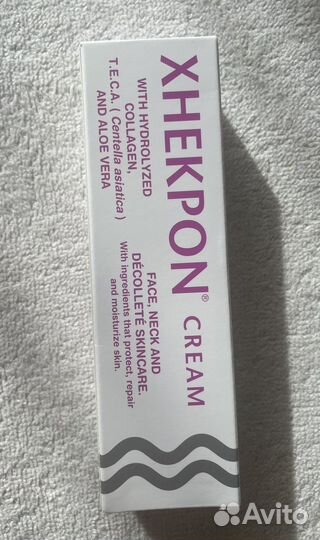 XHEKPON® CREAM
WITH HYDROLYZED
COLLAGEN,
T.E.C.A. ( Centella asiatica )
AND ALOE VERA
FACE, NECK AND
DÉCOLLETÉ SKINCARE.
With ingredients that protect, repair
and moisturize skin.
Avito